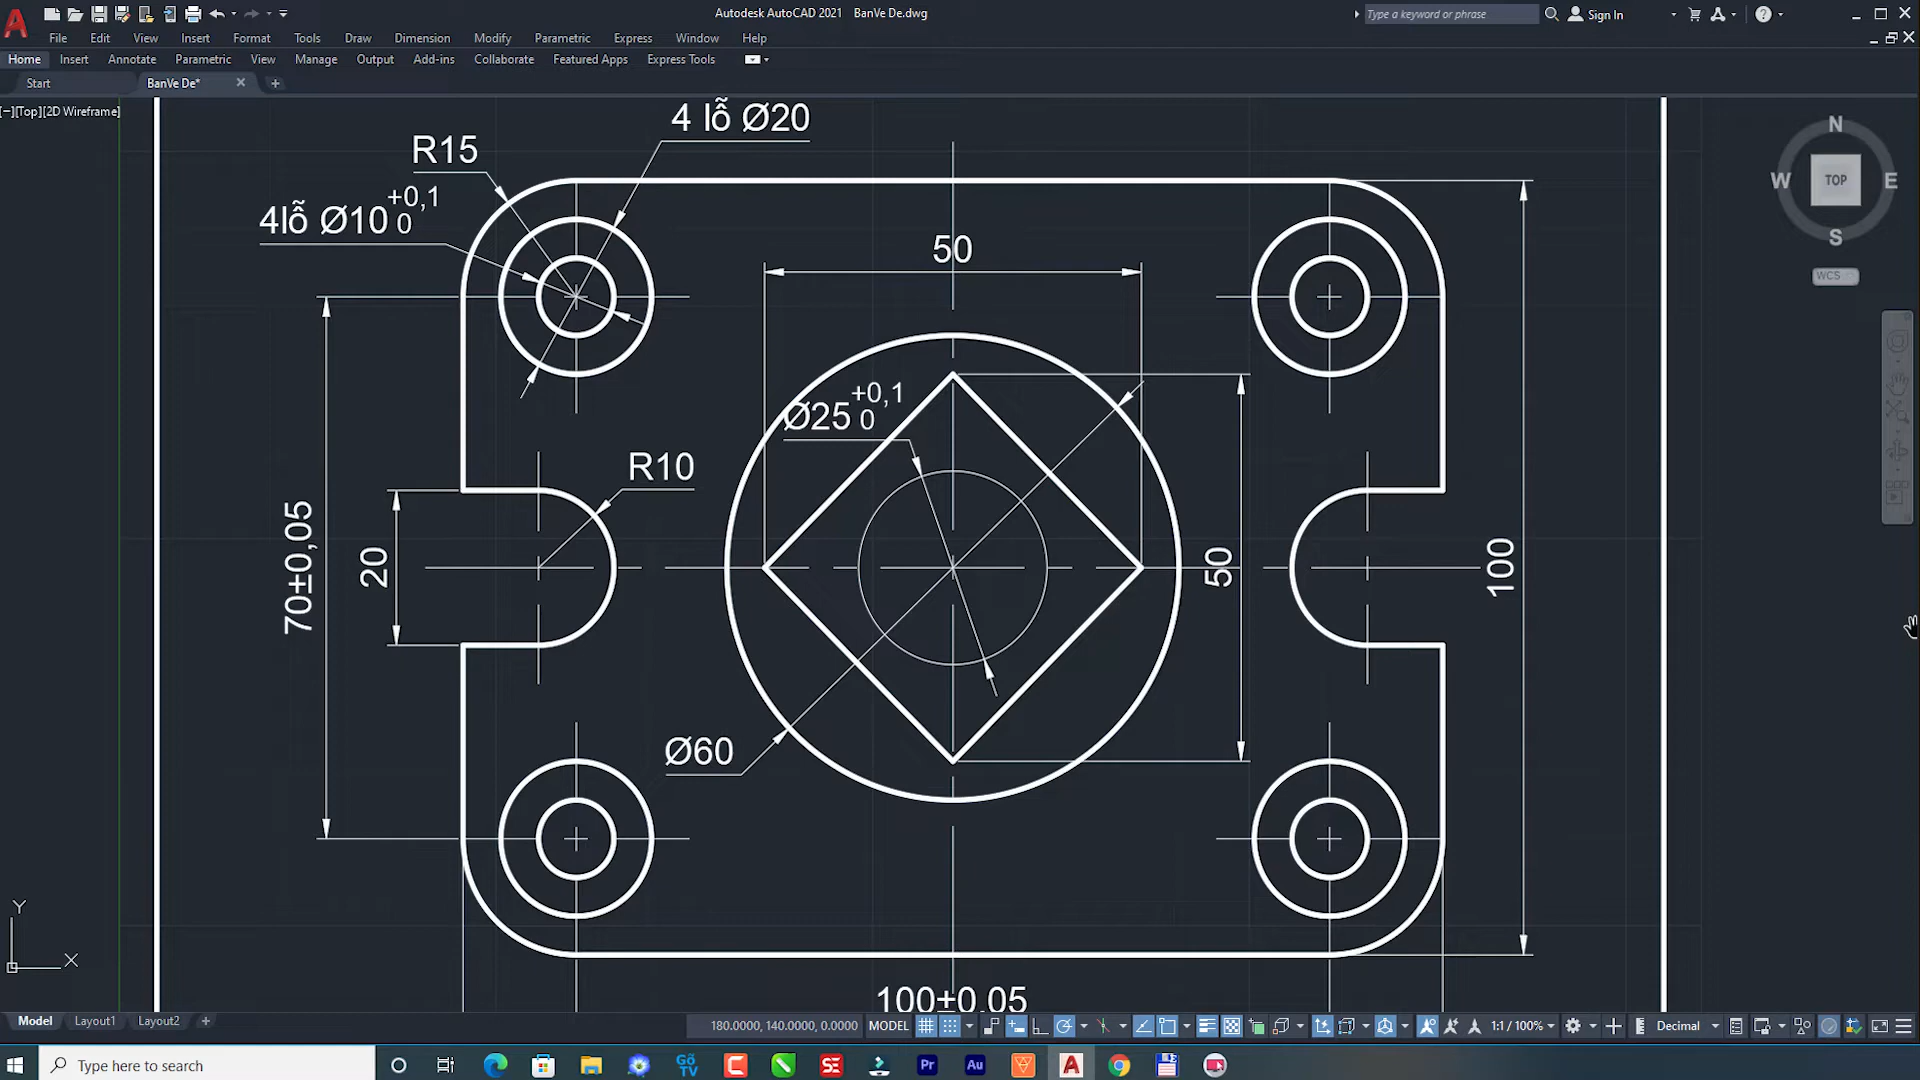 Autodesk AutoCAD 2021 BanVe De.dwg
Type a keyword or phrase
Sign In
File Edit View Insert Format Tools Draw Dimension Modify Parametric Express Window Help
Home Insert Annotate Parametric View Manage Output Add-ins Collaborate Featured Apps Express Tools
Start BanVe De*
[−][Top][2D Wireframe]
N
W TOP E
S
WCS
4 lỗ Ø20
R15
4lỗ Ø10 +0,1 0
50
Ø25 +0,1 0
R10
70±0,05
20
50
100
Ø60
100±0,05
Y
X
Model Layout1 Layout2 +
180.0000, 140.0000, 0.0000 MODEL 1:1 / 100% Decimal
Type here to search
GõTV
SE
Pr
Au
A